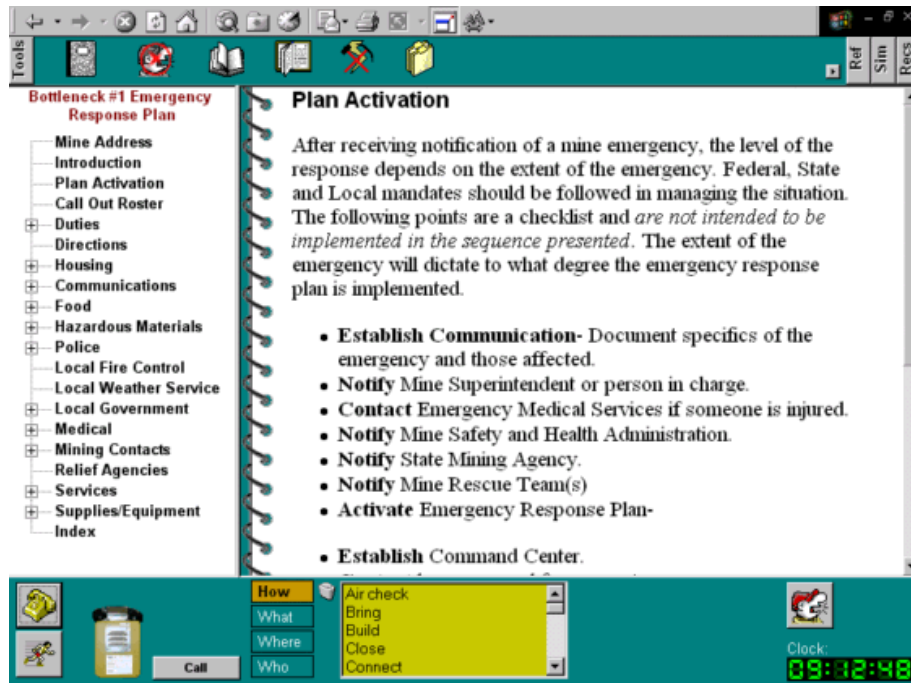 Tools
Ref
Sim
Recs
Bottleneck #1 Emergency
Response Plan
Mine Address
Introduction
Plan Activation
Call Out Roster
Duties
Directions
Housing
Communications
Food
Hazardous Materials
Police
Local Fire Control
Local Weather Service
Local Government
Medical
Mining Contacts
Relief Agencies
Services
Supplies/Equipment
Index
Plan Activation
After receiving notification of a mine emergency, the level of the
response depends on the extent of the emergency. Federal, State
and Local mandates should be followed in managing the situation.
The following points are a checklist and are not intended to be
implemented in the sequence presented. The extent of the
emergency will dictate to what degree the emergency response
plan is implemented.
• Establish Communication- Document specifics of the
emergency and those affected.
• Notify Mine Superintendent or person in charge.
• Contact Emergency Medical Services if someone is injured.
• Notify Mine Safety and Health Administration.
• Notify State Mining Agency.
• Notify Mine Rescue Team(s)
• Activate Emergency Response Plan-
• Establish Command Center.
Call
How
What
Where
Who
Air check
Bring
Build
Close
Connect
Clock:
09:12:48